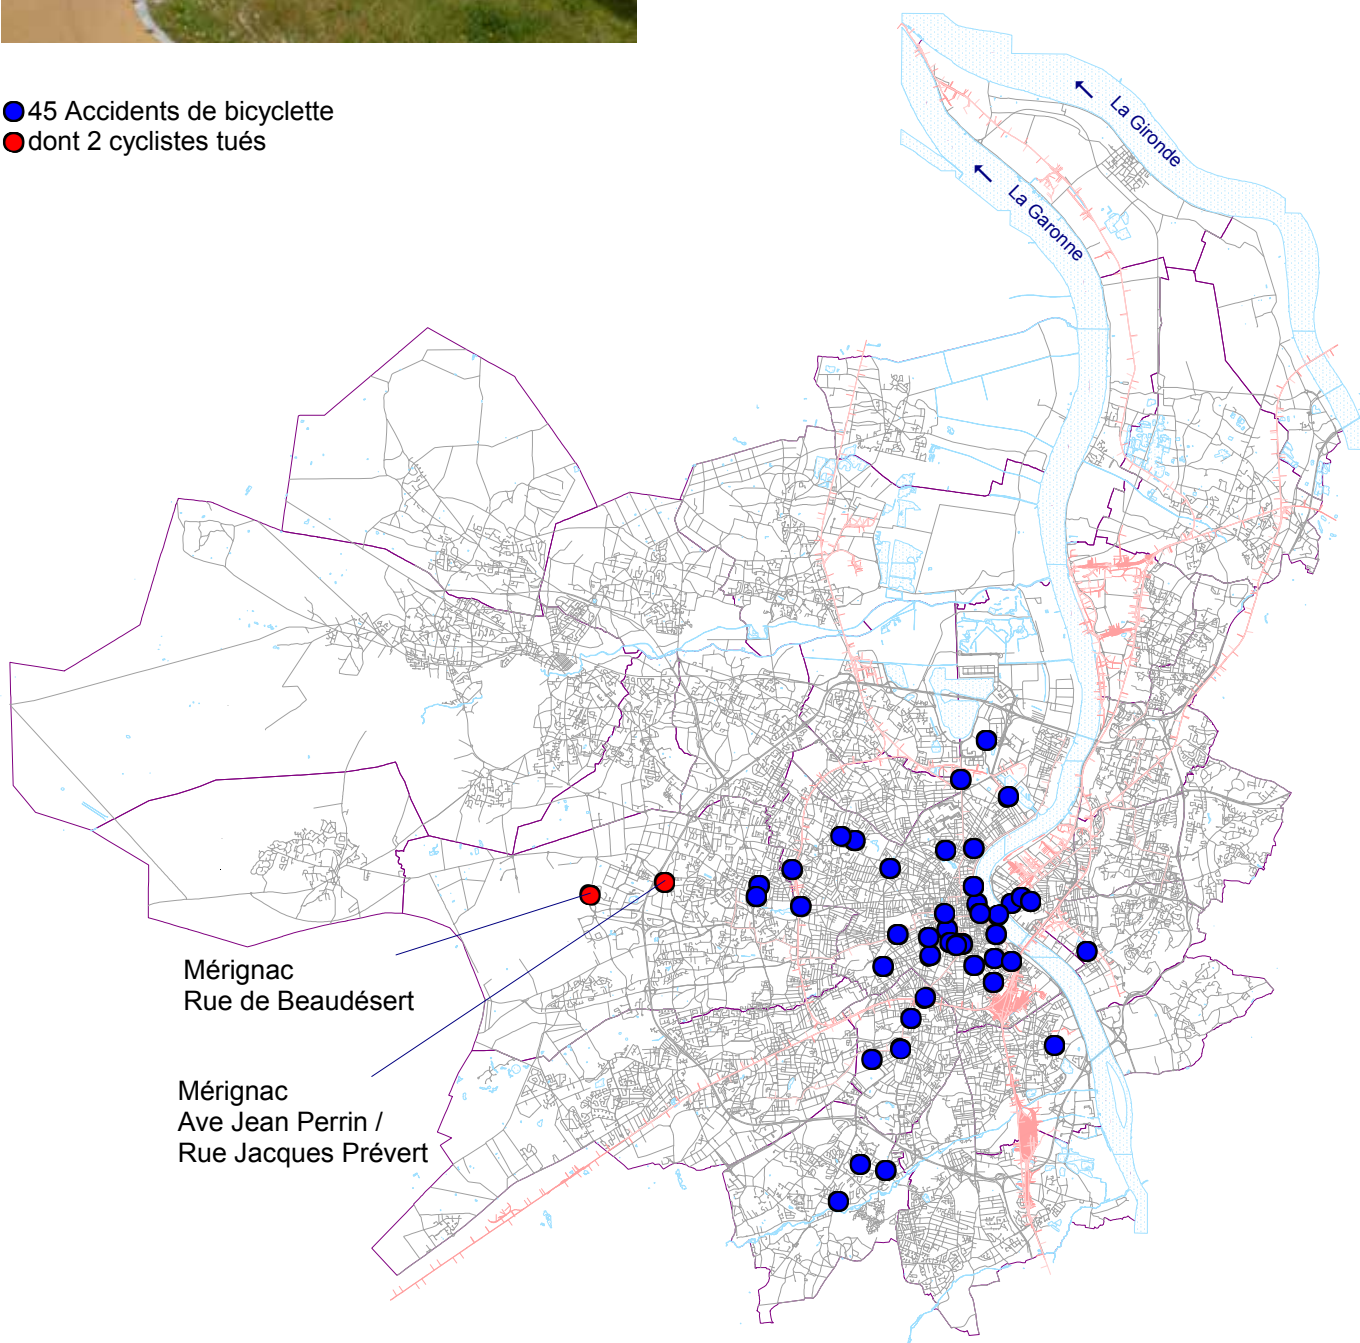 45 Accidents de bicyclette
dont 2 cyclistes tués
La Gironde
La Garonne
Mérignac
Rue de Beaudésert
Mérignac
Ave Jean Perrin /
Rue Jacques Prévert